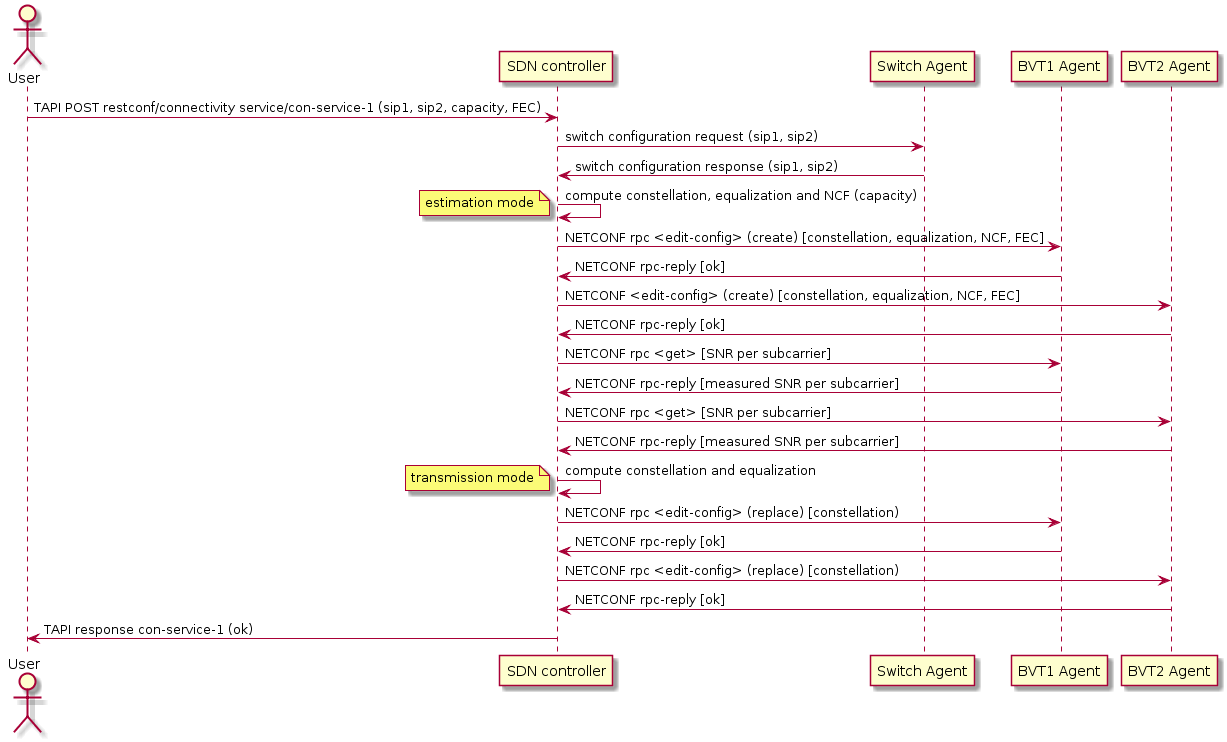 User
SDN controller
Switch Agent
BVT1 Agent
BVT2 Agent
TAPI POST restconf/connectivity service/con-service-1 (sip1, sip2, capacity, FEC)
switch configuration request (sip1, sip2)
switch configuration response (sip1, sip2)
estimation mode
compute constellation, equalization and NCF (capacity)
NETCONF rpc <edit-config> (create) [constellation, equalization, NCF, FEC]
NETCONF rpc-reply [ok]
NETCONF <edit-config> (create) [constellation, equalization, NCF, FEC]
NETCONF rpc-reply [ok]
NETCONF rpc <get> [SNR per subcarrier]
NETCONF rpc-reply [measured SNR per subcarrier]
NETCONF rpc <get> [SNR per subcarrier]
NETCONF rpc-reply [measured SNR per subcarrier]
transmission mode
compute constellation and equalization
NETCONF rpc <edit-config> (replace) [constellation)
NETCONF rpc-reply [ok]
NETCONF rpc <edit-config> (replace) [constellation)
NETCONF rpc-reply [ok]
TAPI response con-service-1 (ok)
User
SDN controller
Switch Agent
BVT1 Agent
BVT2 Agent